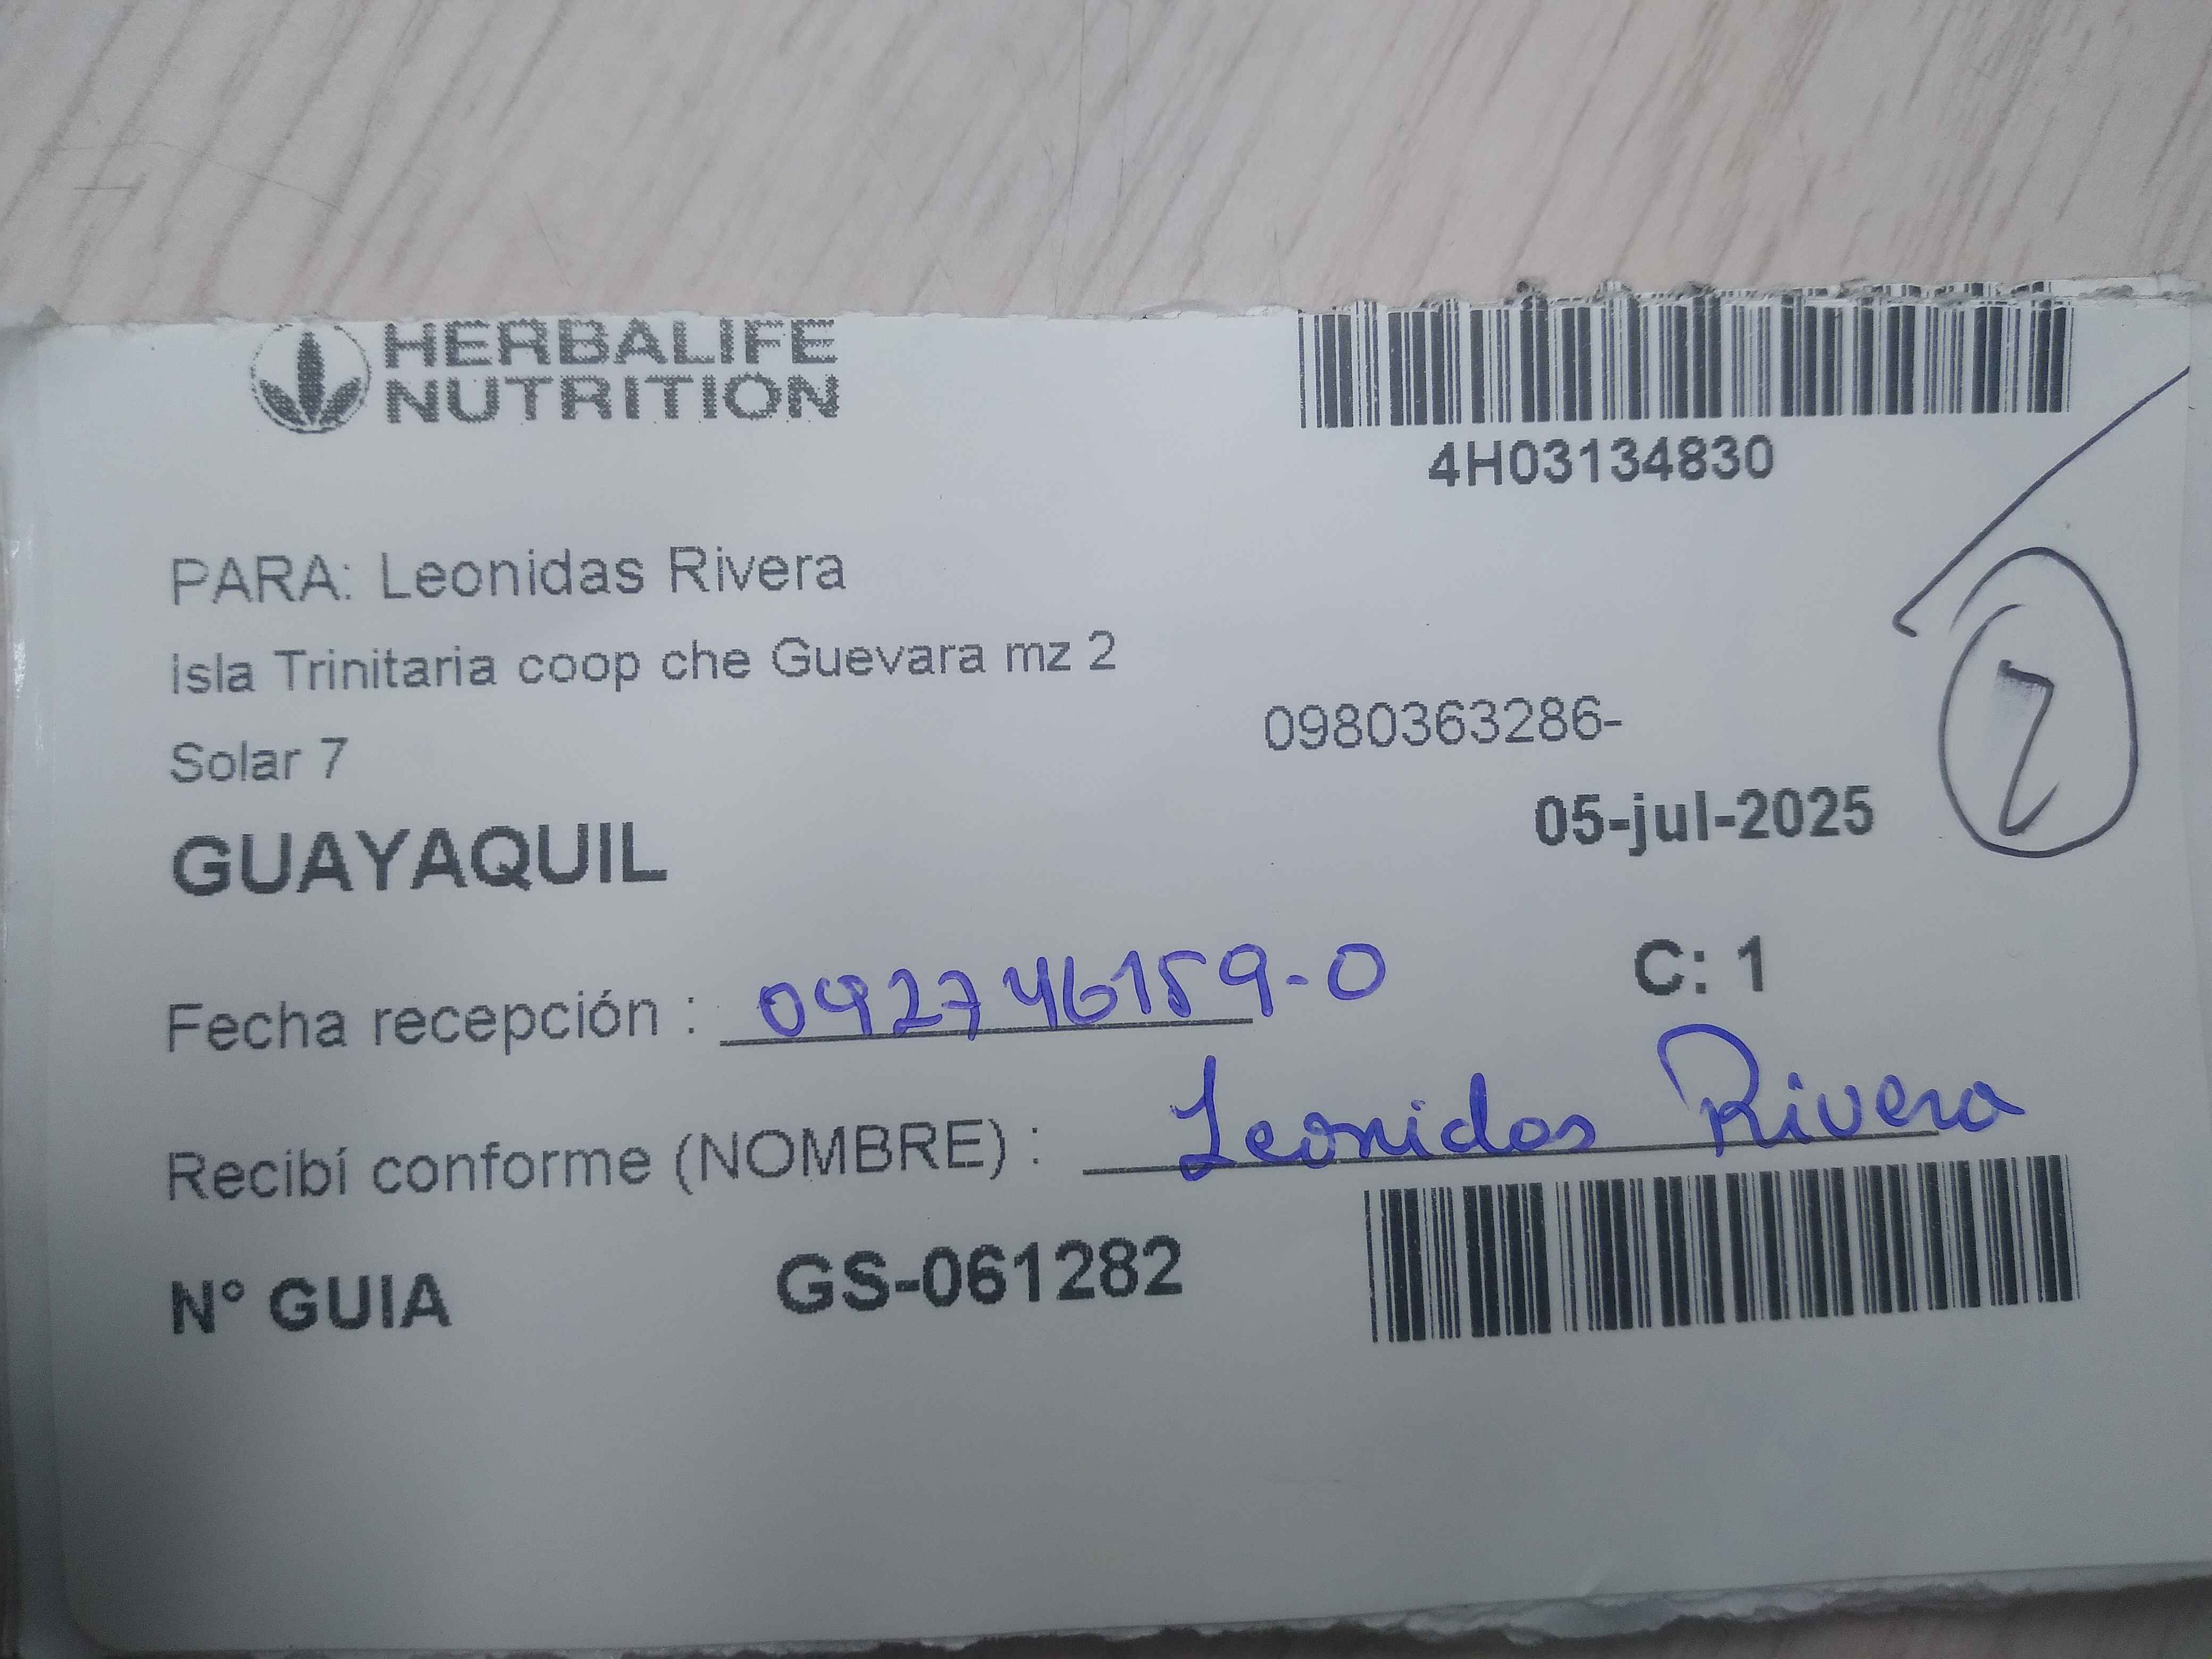 HERBALIFE
NUTRITION
4H03134830
PARA: Leonidas Rivera
isla Trinitaria coop che Guevara mz 2
0980363286-
Solar 7
05-jul-2025
GUAYAQUIL
C: 1
Fecha recepción : 092746159-0
Recibí conforme (NOMBRE) : Leonidas Rivera
N° GUIA GS-061282